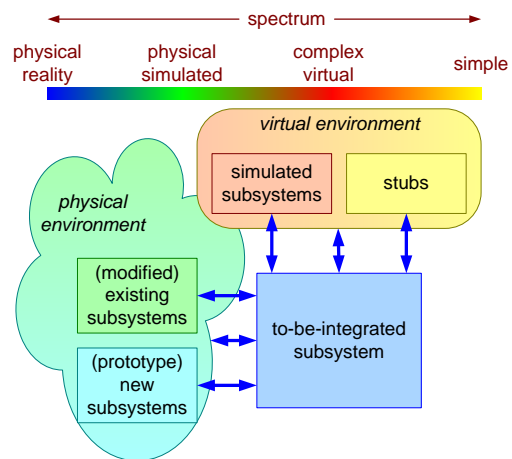 spectrum
physical
reality
physical
simulated
complex
virtual
simple
virtual environment
simulated
subsystems
stubs
physical
environment
(modified)
existing
subsystems
to-be-integrated
subsystem
(prototype)
new
subsystems